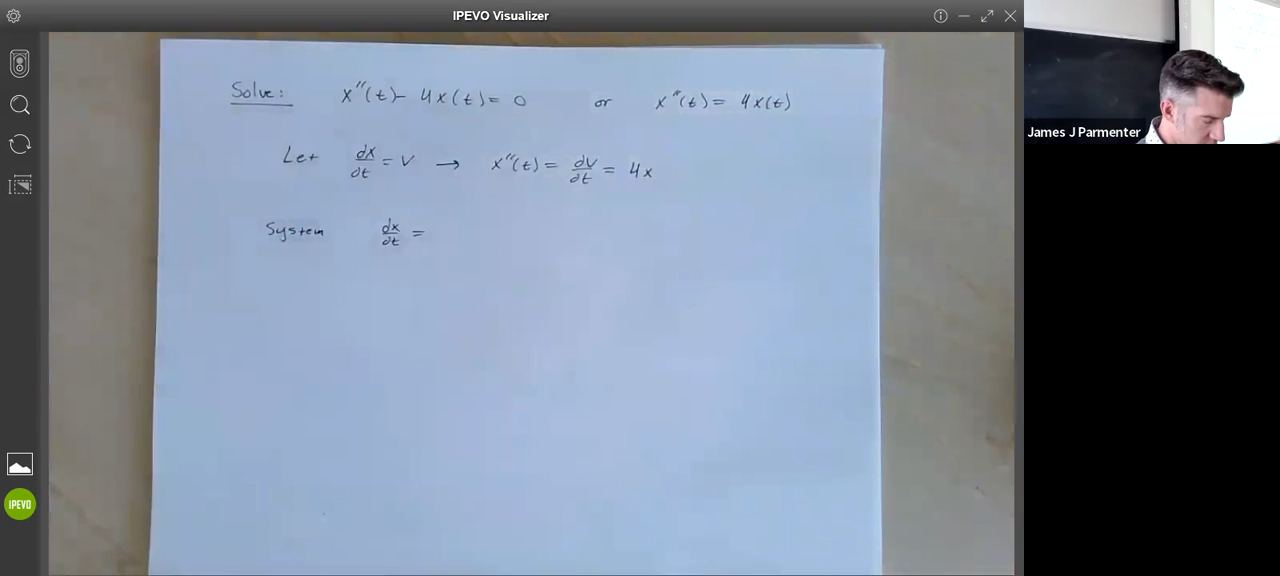 IPEVO Visualizer
James J Parmenter
Solve: x''(t) - 4x(t) = 0 or x''(t) = 4x(t)
Let dx/dt = v → x''(t) = dv/dt = 4x
System dx/dt =
IPEVO